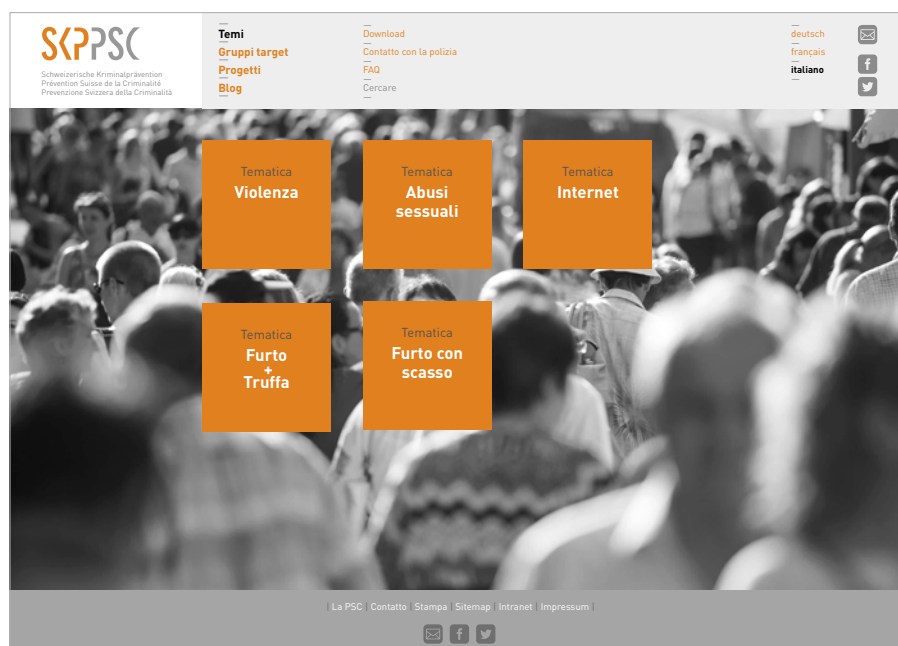 SKPPSC
Schweizerische Kriminalprävention
Prévention Suisse de la Criminalité
Prevenzione Svizzera della Criminalità
Temi
Gruppi target
Progetti
Blog
Download
Contatto con la polizia
FAQ
Cercare
deutsch
français
italiano
Tematica
Violenza
Tematica
Abusi
sessuali
Tematica
Internet
Tematica
Furto
+
Truffa
Tematica
Furto con
scasso
| La PSC | Contatto | Stampa | Sitemap | Intranet | Impressum |